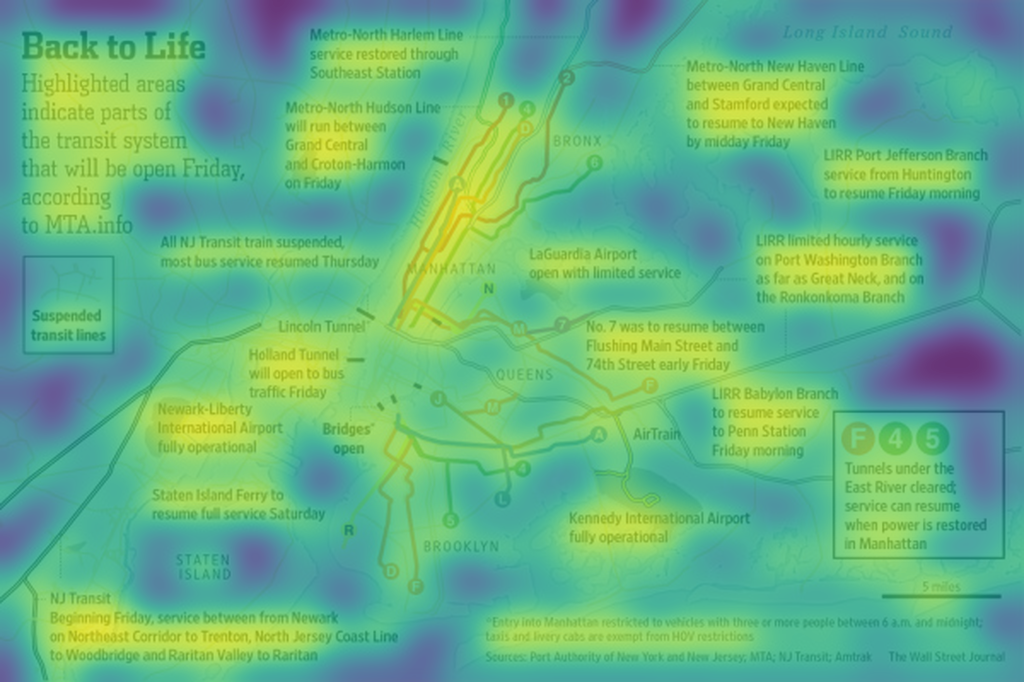 Back to Life
Highlighted areas
indicate parts of
the transit system
that will be open Friday,
according
to MTA.info
Suspended
transit lines
Metro-North Harlem Line
service restored through
Southeast Station
Metro-North Hudson Line
will run between
Grand Central
and Croton-Harmon
on Friday
All NJ Transit train suspended,
most bus service resumed Thursday
Long Island Sound
Metro-North New Haven Line
between Grand Central
and Stamford expected
to resume to New Haven
by midday Friday
LIRR Port Jefferson Branch
service from Huntington
to resume Friday morning
LIRR limited hourly service
on Port Washington Branch
as far as Great Neck, and on
the Ronkonkoma Branch
Hudson River
1
4
D
2
6
A
BRONX
MANHATTAN
LaGuardia Airport
open with limited service
N
M
7
No. 7 was to resume between
Flushing Main Street and
74th Street early Friday
Lincoln Tunnel*
Holland Tunnel
will open to bus
traffic Friday
Newark-Liberty
International Airport
fully operational
Bridges*
open
QUEENS
F
J
M
A
AirTrain
LIRR Babylon Branch
to resume service
to Penn Station
Friday morning
F 4 5
Tunnels under the
East River cleared;
service can resume
when power is restored
in Manhattan
4
L
5
R
D
F
Staten Island Ferry to
resume full service Saturday
Kennedy International Airport
fully operational
BROOKLYN
STATEN
ISLAND
5 miles
NJ Transit
Beginning Friday, service between from Newark
on Northeast Corridor to Trenton, North Jersey Coast Line
to Woodbridge and Raritan Valley to Raritan
*Entry into Manhattan restricted to vehicles with three or more people between 6 a.m. and midnight;
taxis and livery cabs are exempt from HOV restrictions
Sources: Port Authority of New York and New Jersey; MTA; NJ Transit; Amtrak
The Wall Street Journal